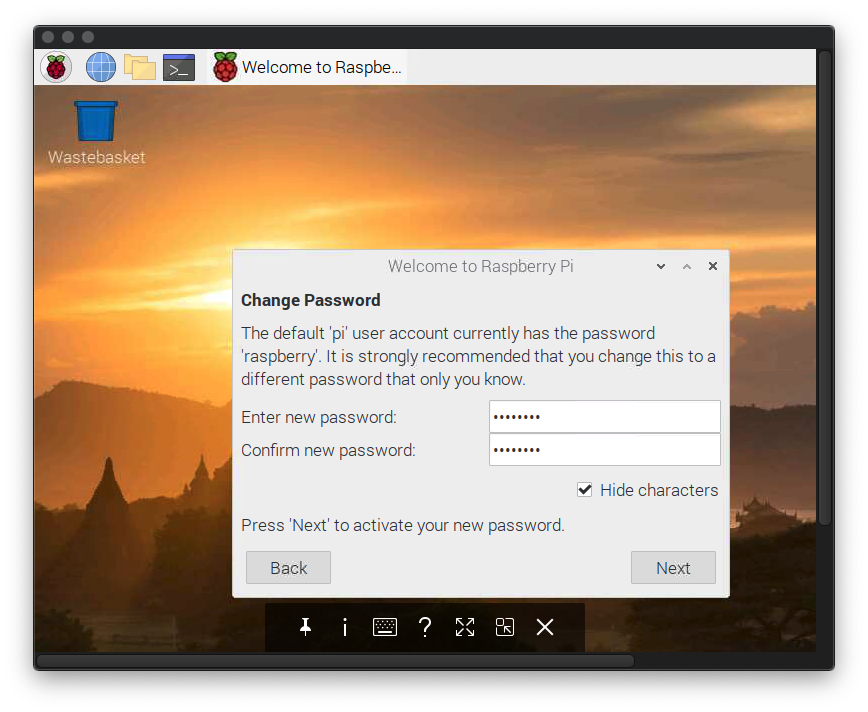 Welcome to Raspbe...
Wastebasket
Welcome to Raspberry Pi
Change Password
The default 'pi' user account currently has the password
'raspberry'. It is strongly recommended that you change this to a
different password that only you know.
Enter new password: ••••••••
Confirm new password: ••••••••
Hide characters
Press 'Next' to activate your new password.
Back Next